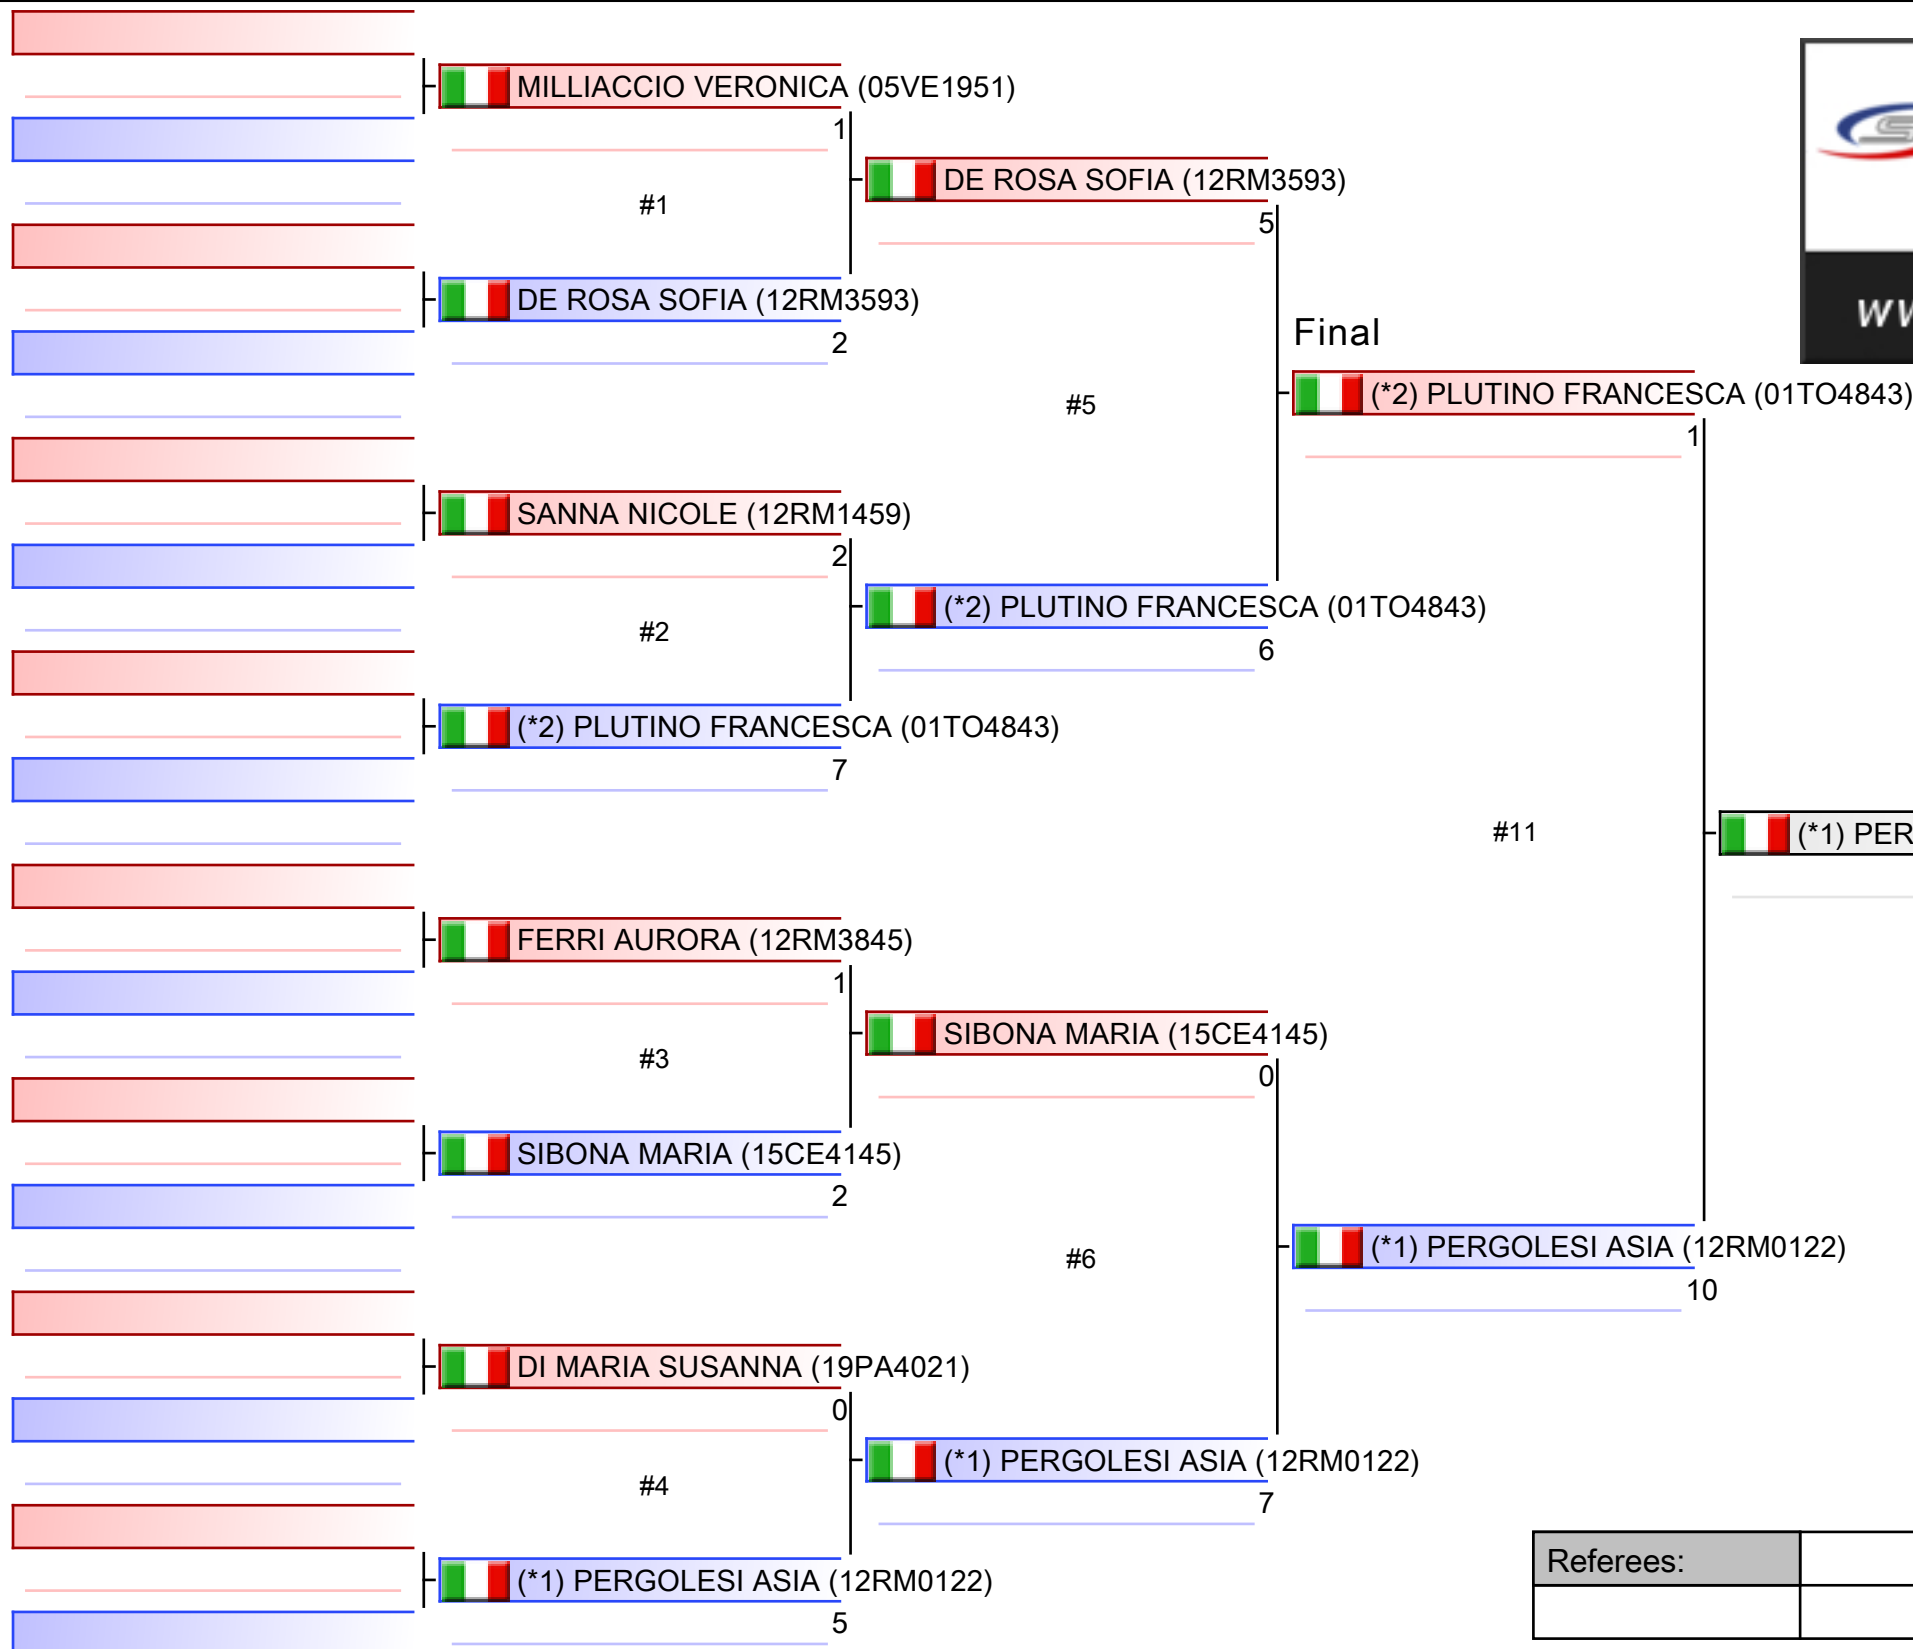 MILLIACCIO VERONICA (05VE1951)
1
#1
DE ROSA SOFIA (12RM3593)
2
DE ROSA SOFIA (12RM3593)
5
#5
SANNA NICOLE (12RM1459)
2
#2
(*2) PLUTINO FRANCESCA (01TO4843)
7
(*2) PLUTINO FRANCESCA (01TO4843)
6
Final
(*2) PLUTINO FRANCESCA (01TO4843)
1
#11
(*1) PER
FERRI AURORA (12RM3845)
1
#3
SIBONA MARIA (15CE4145)
2
SIBONA MARIA (15CE4145)
0
#6
DI MARIA SUSANNA (19PA4021)
0
#4
(*1) PERGOLESI ASIA (12RM0122)
5
(*1) PERGOLESI ASIA (12RM0122)
7
(*1) PERGOLESI ASIA (12RM0122)
10
Referees: